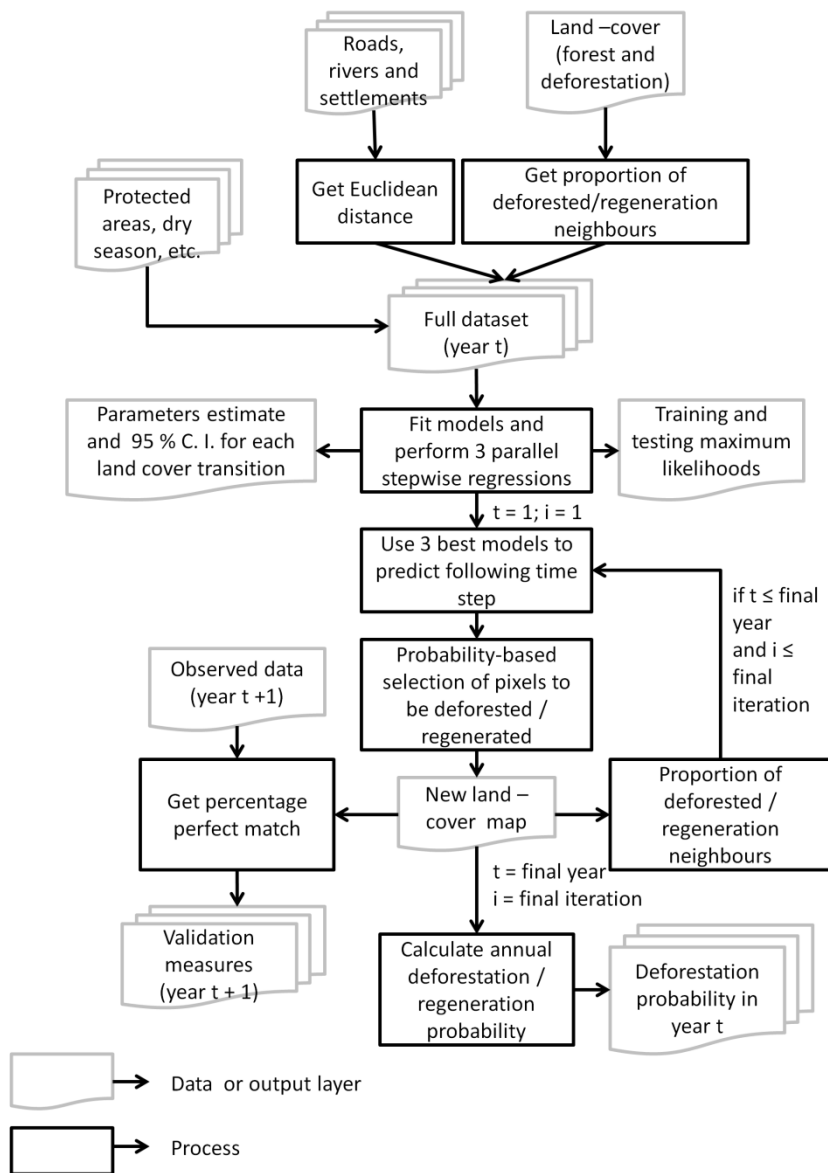 Roads,
rivers and
settlements
Land –cover
(forest and
deforestation)
Protected
areas, dry
season, etc.
Get Euclidean
distance
Get proportion of
deforested/regeneration
neighbours
Full dataset
(year t)
Parameters estimate
and 95 % C. I. for each
land cover transition
Fit models and
perform 3 parallel
stepwise regressions
Training and
testing maximum
likelihoods
t = 1; i = 1
Use 3 best models to
predict following time
step
if t ≤ final
year
and i ≤
final
iteration
Observed data
(year t +1)
Probability-based
selection of pixels to
be deforested /
regenerated
Get percentage
perfect match
New land –
cover map
Proportion of
deforested /
regeneration
neighbours
t = final year
i = final iteration
Validation
measures
(year t + 1)
Calculate annual
deforestation /
regeneration
probability
Deforestation
probability in
year t
Data or output layer
Process